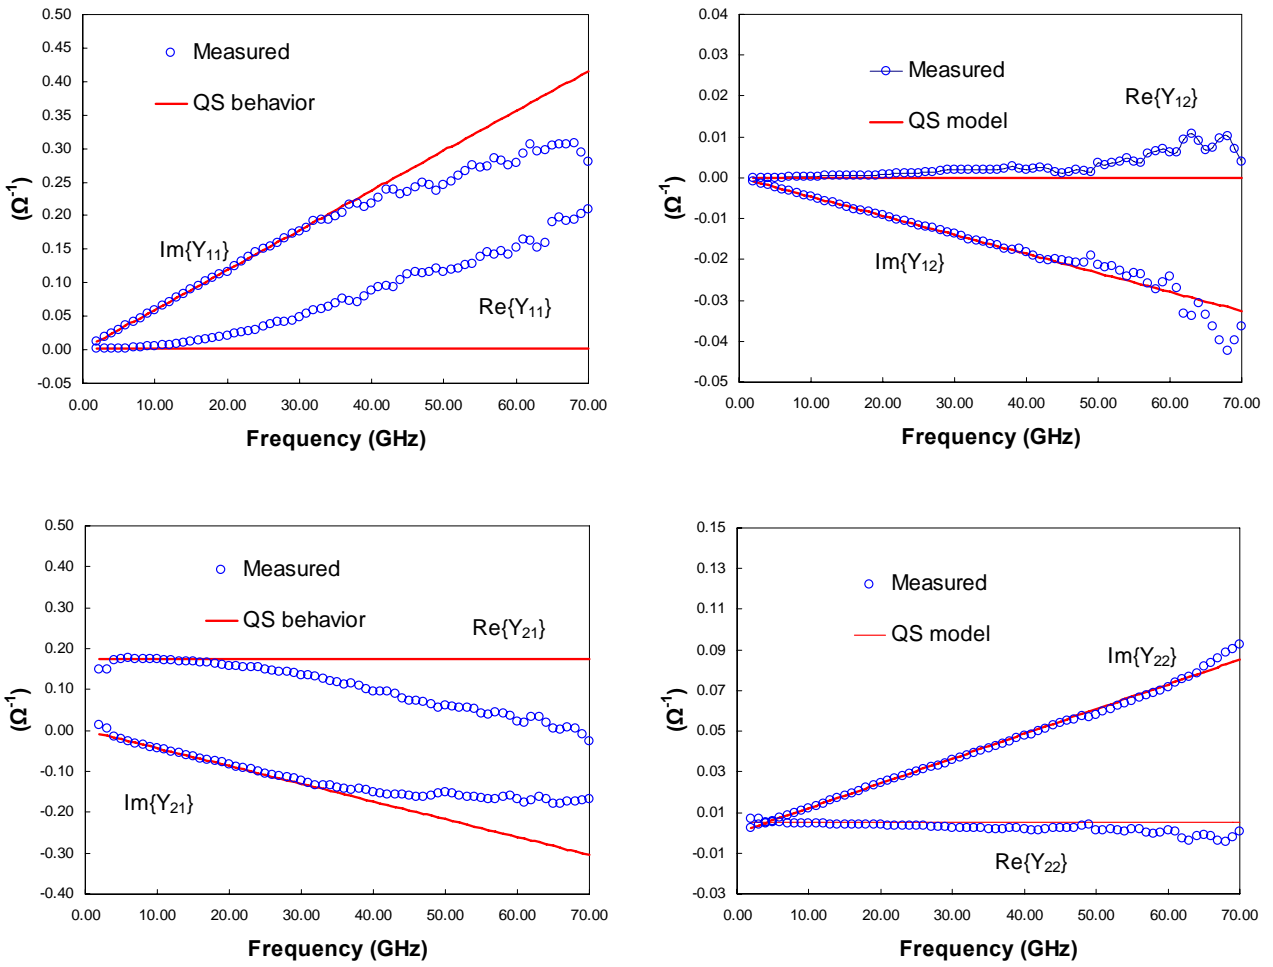 0.50
0.45
0.40
0.35
0.30
0.25
0.20
0.15
0.10
0.05
0.00
-0.05
(Ω⁻¹)
Measured
QS behavior
Im{Y₁₁}
Re{Y₁₁}
0.00 10.00 20.00 30.00 40.00 50.00 60.00 70.00
Frequency (GHz)
0.04
0.03
0.02
0.01
0.00
-0.01
-0.02
-0.03
-0.04
-0.05
(Ω⁻¹)
Measured
QS model
Re{Y₁₂}
Im{Y₁₂}
0.00 10.00 20.00 30.00 40.00 50.00 60.00 70.00
Frequency (GHz)
0.50
0.40
0.30
0.20
0.10
0.00
-0.10
-0.20
-0.30
-0.40
(Ω⁻¹)
Measured
QS behavior
Re{Y₂₁}
Im{Y₂₁}
0.00 10.00 20.00 30.00 40.00 50.00 60.00 70.00
Frequency (GHz)
0.15
0.13
0.11
0.09
0.07
0.05
0.03
0.01
-0.01
-0.03
(Ω⁻¹)
Measured
QS model
Im{Y₂₂}
Re{Y₂₂}
0.00 10.00 20.00 30.00 40.00 50.00 60.00 70.00
Frequency (GHz)